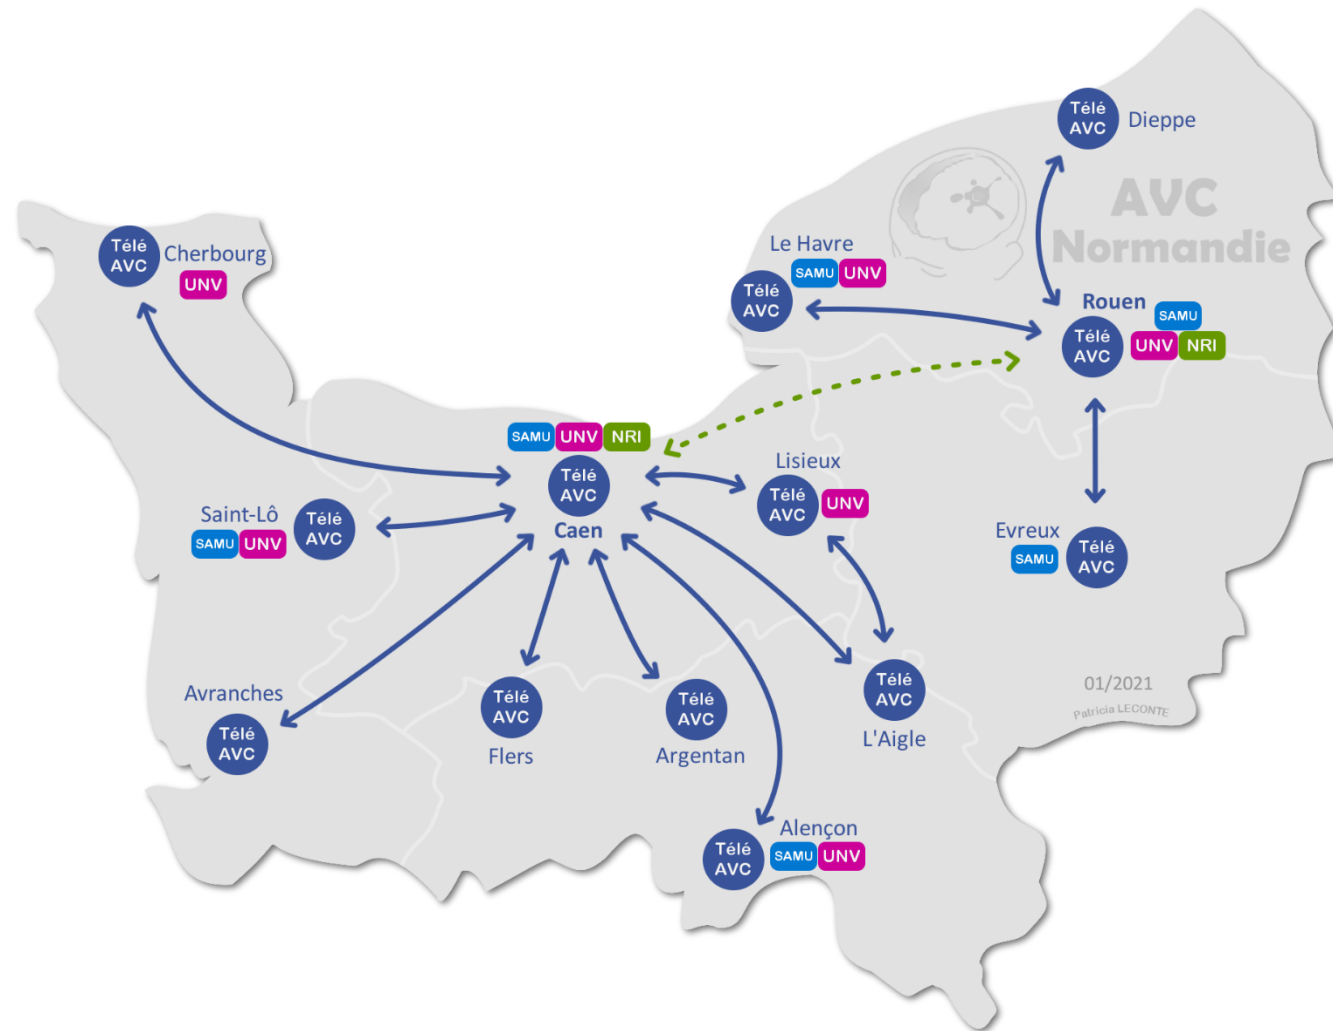 Télé
AVC
Dieppe
AVC
Normandie
Télé
AVC
Cherbourg
UNV
Le Havre
SAMU UNV
Télé
AVC
Rouen
SAMU
Télé
AVC
UNV NRI
SAMU UNV NRI
Télé
AVC
Caen
Lisieux
Télé
AVC
UNV
Saint-Lô
SAMU UNV
Télé
AVC
Evreux
SAMU
Télé
AVC
Avranches
Télé
AVC
Télé
AVC
Flers
Télé
AVC
Argentan
Télé
AVC
L'Aigle
01/2021
Patricia LECONTE
Alençon
Télé
AVC
SAMU UNV